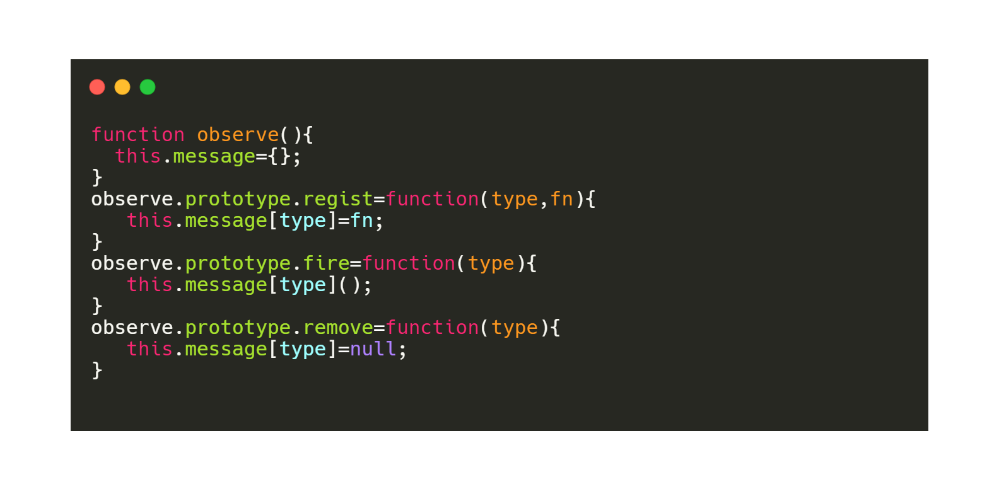 function observe(){
  this.message={};
}
observe.prototype.regist=function(type,fn){
   this.message[type]=fn;
}
observe.prototype.fire=function(type){
   this.message[type]();
}
observe.prototype.remove=function(type){
   this.message[type]=null;
}